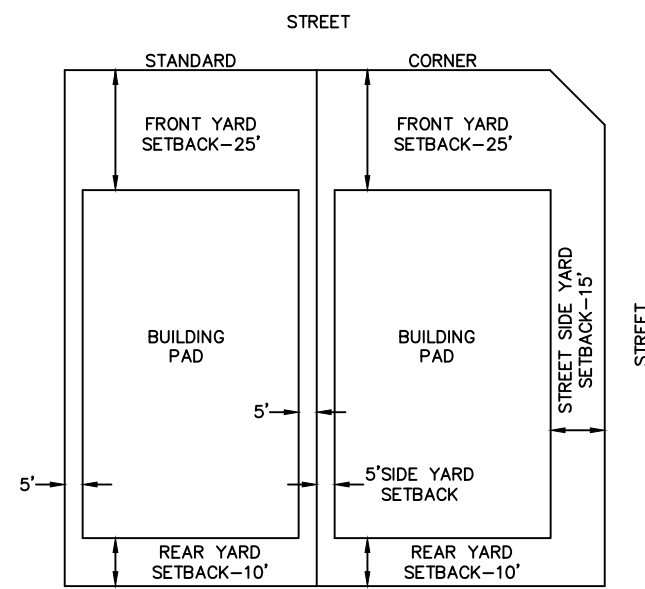 STREET
STANDARD
CORNER
FRONT YARD
SETBACK-25'
FRONT YARD
SETBACK-25'
BUILDING
PAD
BUILDING
PAD
STREET SIDE YARD
SETBACK-15'
STREET
5'
5'
5'SIDE YARD
SETBACK
REAR YARD
SETBACK-10'
REAR YARD
SETBACK-10'